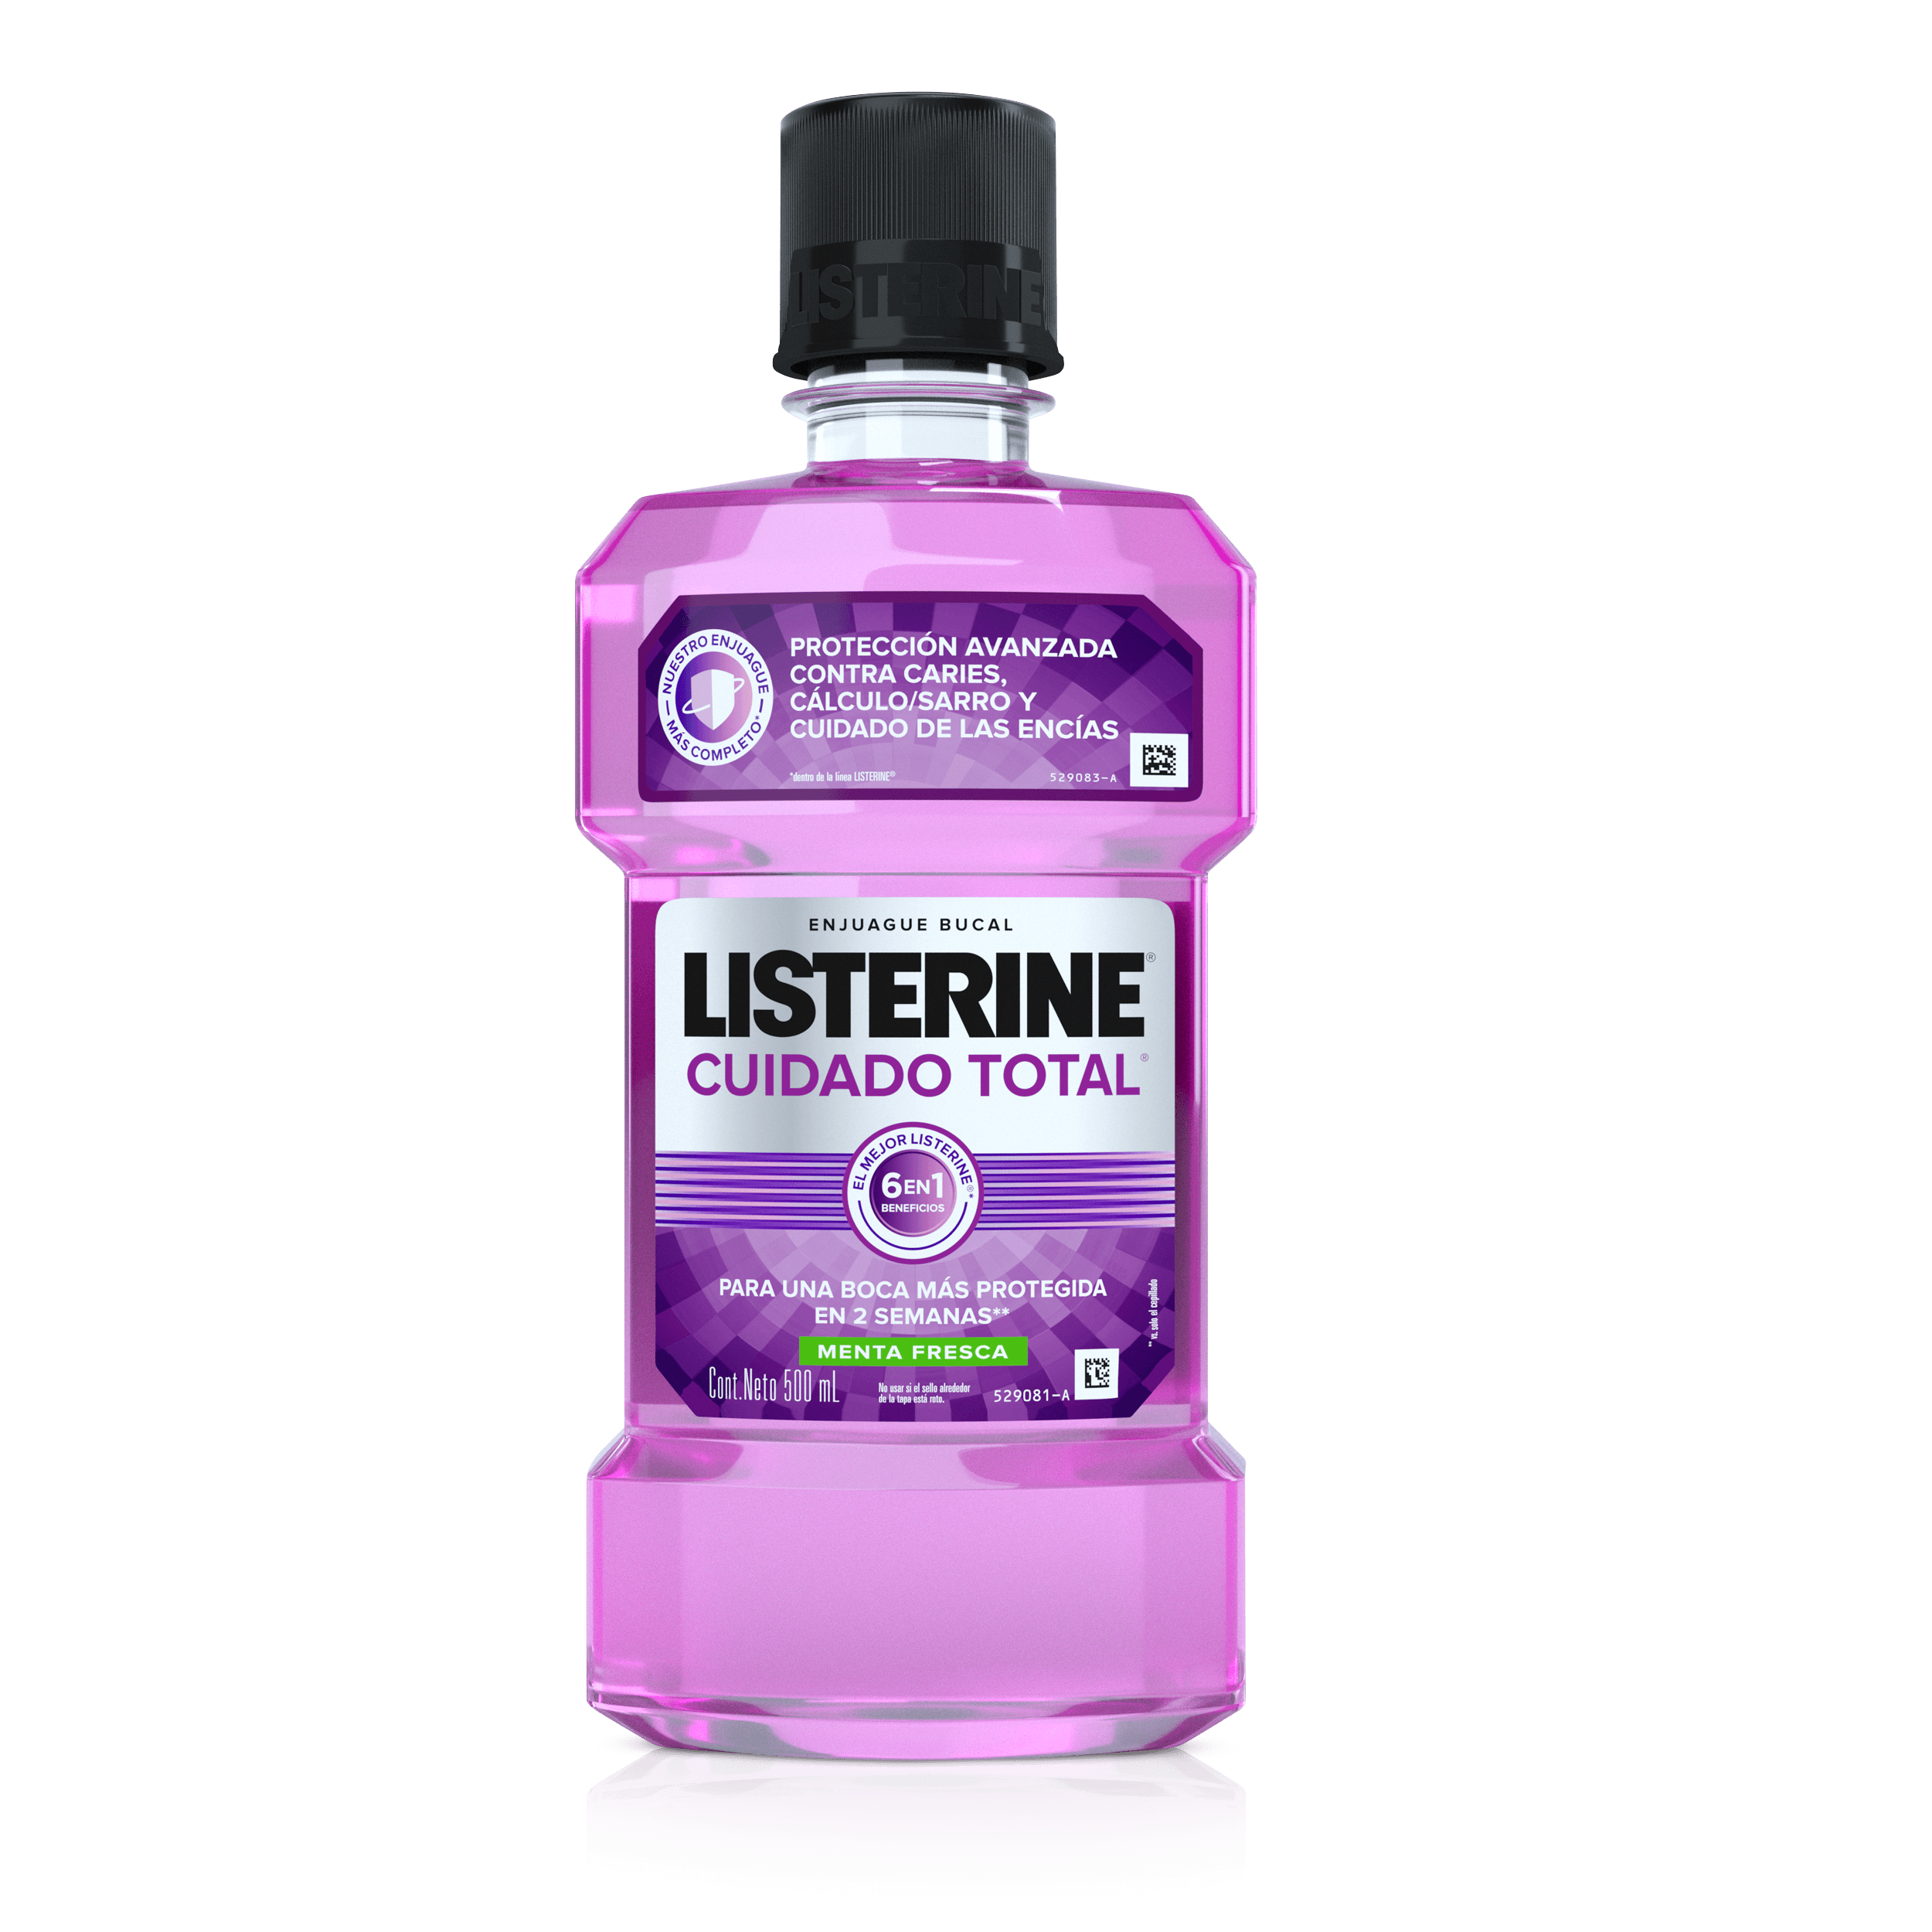 LISTERINE
NUESTRO ENJUAGUE
MÁS COMPLETO*
PROTECCIÓN AVANZADA
CONTRA CARIES,
CÁLCULO/SARRO Y
CUIDADO DE LAS ENCÍAS
*dentro de la línea LISTERINE®
529083-A
ENJUAGUE BUCAL
LISTERINE®
CUIDADO TOTAL®
EL MEJOR LISTERINE®*
6 EN 1
BENEFICIOS
PARA UNA BOCA MÁS PROTEGIDA
EN 2 SEMANAS**
** vs. solo el cepillado
MENTA FRESCA
Cont.Neto 500 mL
No usar si el sello alrededor
de la tapa está roto.
529081-A